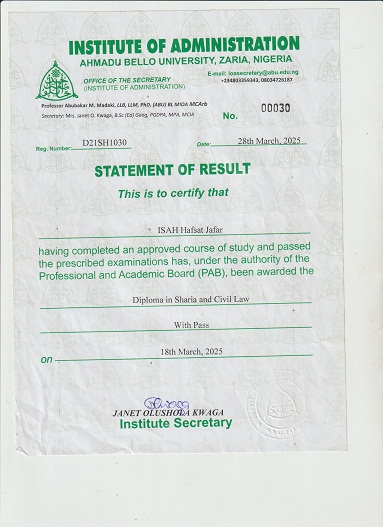 INSTITUTE OF ADMINISTRATION
AHMADU BELLO UNIVERSITY, ZARIA, NIGERIA
E-mail: ioasecretary@abu.edu.ng
+234803359343, 08034726187
OFFICE OF THE SECRETARY
(INSTITUTE OF ADMINISTRATION)
Professor Abubakar M. Madaki, LLB, LLM, PhD, (ABU) BL MIOA MCArb
Secretary: Mrs. Janet O. Kwaga, B.Sc (Ed) Geog, PGDPA, MPA, MCIA
No. 00030
Reg. Number: D21SH1030 Date: 28th March, 2025
STATEMENT OF RESULT
This is to certify that
ISAH Hafsat Jafar
having completed an approved course of study and passed
the prescribed examinations has, under the authority of the
Professional and Academic Board (PAB), been awarded the
Diploma in Sharia and Civil Law
With Pass
on 18th March, 2025
JANET OLUSHOLA KWAGA
Institute Secretary